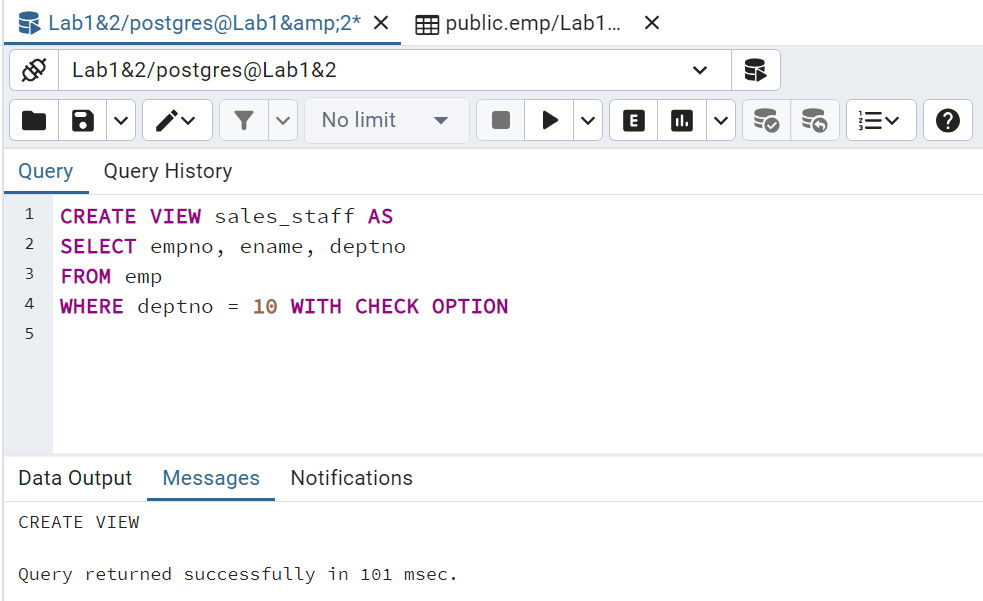 Lab1&2/postgres@Lab1&amp;2* public.emp/Lab1...
Lab1&2/postgres@Lab1&2
No limit E
Query Query History
1 CREATE VIEW sales_staff AS
2 SELECT empno, ename, deptno
3 FROM emp
4 WHERE deptno = 10 WITH CHECK OPTION
5
Data Output Messages Notifications
CREATE VIEW
Query returned successfully in 101 msec.